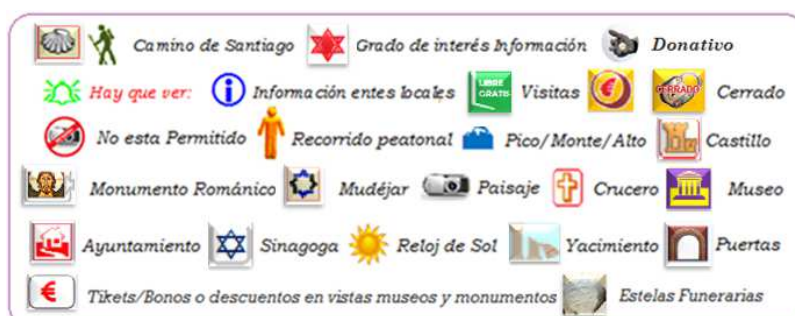 Camino de Santiago Grado de interés Información Donativo
Hay que ver: Información entes locales LIBRE GRATIS Visitas € CERRADO Cerrado
No esta Permitido Recorrido peatonal Pico/Monte/Alto Castillo
Monumento Románico Mudéjar Paisaje Crucero Museo
Ayuntamiento Sinagoga Reloj de Sol Yacimiento Puertas
€ Tikets/Bonos o descuentos en vistas museos y monumentos Estelas Funerarias